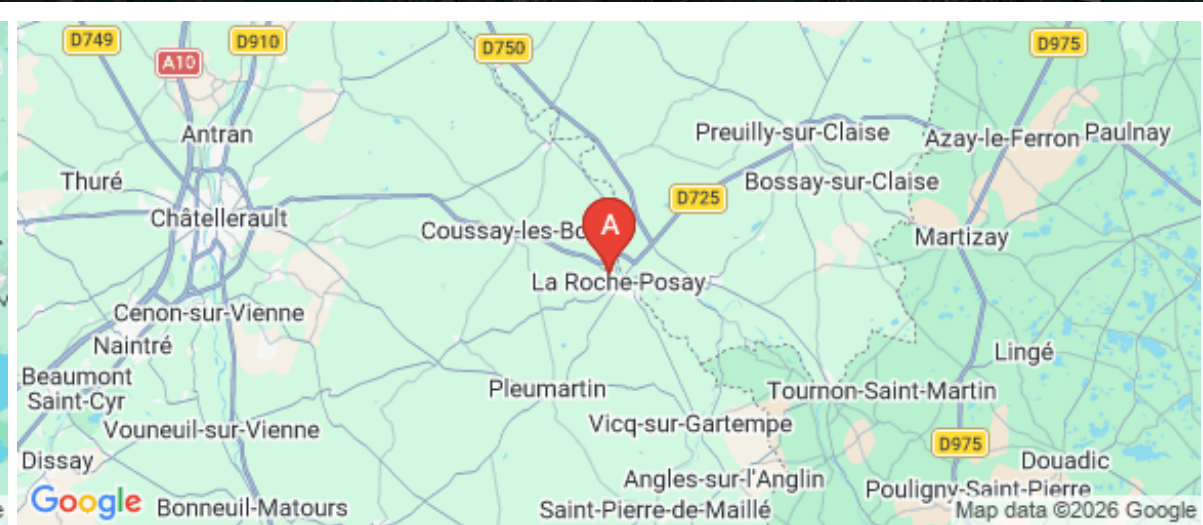 D749
D910
D750
D975
A10
Antran
Preuilly-sur-Claise
Azay-le-Ferron
Paulnay
Thuré
Bossay-sur-Claise
D725
Châtellerault
Coussay-les-Bo
A
Martizay
La Roche-Posay
Cenon-sur-Vienne
Naintré
Lingé
Beaumont
Saint-Cyr
Pleumartin
Tournon-Saint-Martin
Vouneuil-sur-Vienne
Vicq-sur-Gartempe
D975
Dissay
Douadic
Angles-sur-l'Anglin
Pouligny-Saint-Pierre
Google
Bonneuil-Matours
Saint-Pierre-de-Maillé
Map data ©2026 Google